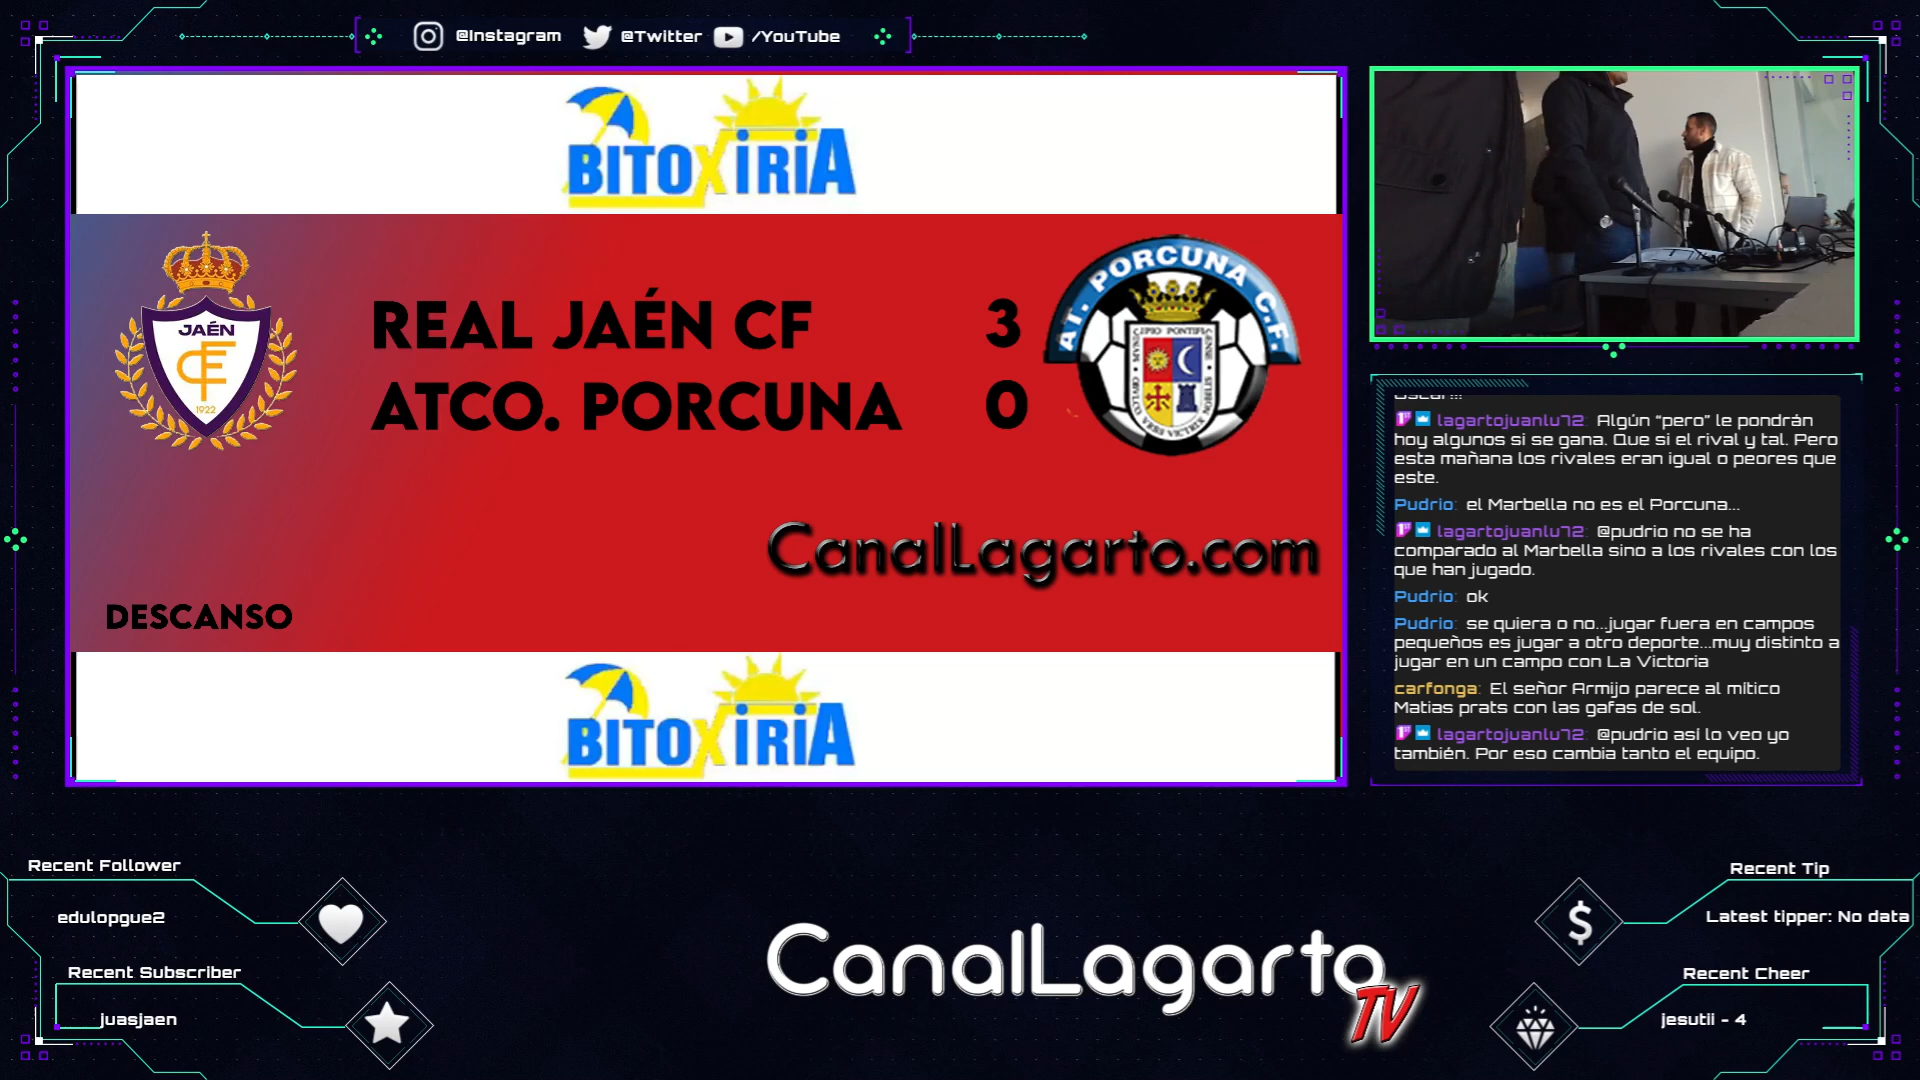 @Instagram @Twitter /YouTube
BITOXIRIA
JAÉN
CF
1922
REAL JAÉN CF 3
ATCO. PORCUNA 0
AT. PORCUNA C.F.
CanalLagarto.com
DESCANSO
BITOXIRIA
lagartojuanlu72: Algún “pero” le pondrán
hoy algunos si se gana. Que si el rival y tal. Pero
esta mañana los rivales eran igual o peores que
este.
Pudrio: el Marbella no es el Porcuna...
lagartojuanlu72: @pudrio no se ha
comparado al Marbella sino a los rivales con los
que han jugado.
Pudrio: ok
Pudrio: se quiera o no...jugar fuera en campos
pequeños es jugar a otro deporte...muy distinto a
jugar en un campo con La Victoria
carfonga: El señor Armijo parece al mítico
Matias prats con las gafas de sol.
lagartojuanlu72: @pudrio así lo veo yo
también. Por eso cambia tanto el equipo.
Recent Follower
edulopgue2
Recent Subscriber
juasjaen
CanalLagarto
TV
Recent Tip
Latest tipper: No data
Recent Cheer
jesutii - 4